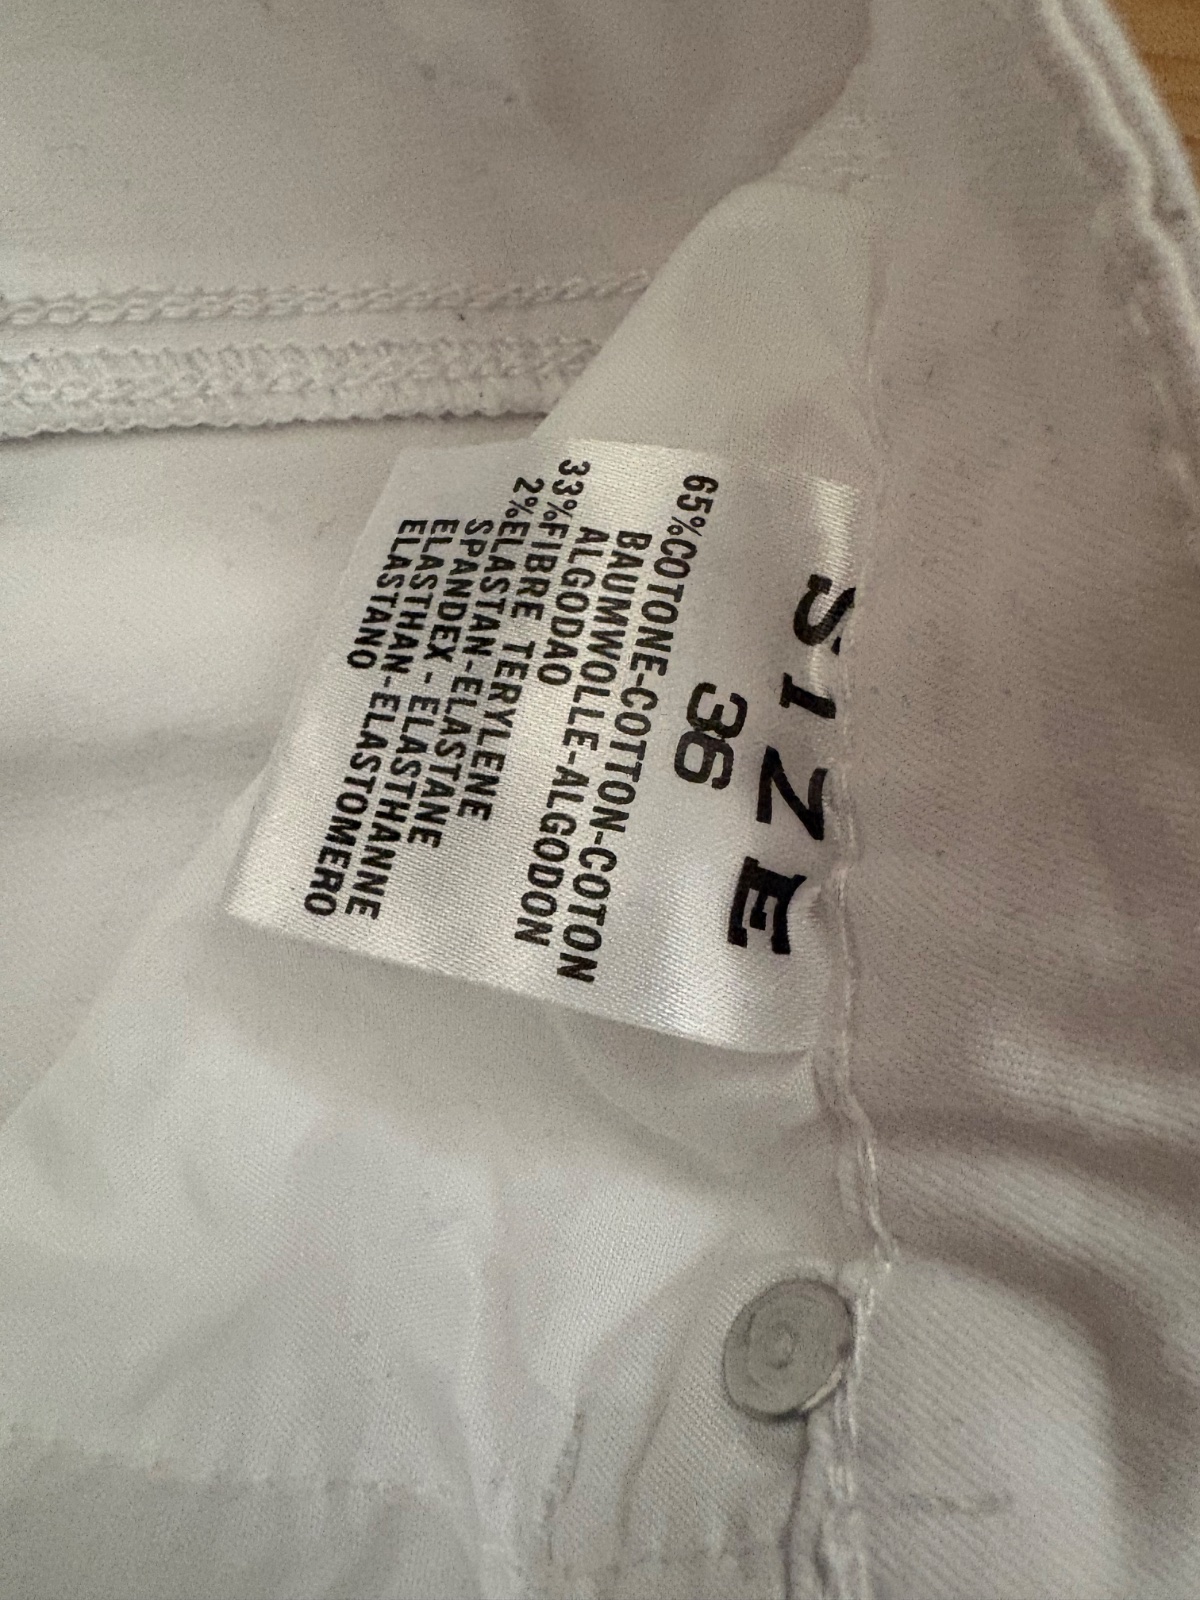 SIZE
36
65%COTONE-COTTON-COTON
BAUMWOLLE-ALGODON
ALGODAO
33%FIBRE TERYLENE
2%ELASTAN-ELASTANE
SPANDEX-ELASTHANNE
ELASTHAN-ELASTOMERO
ELASTANO